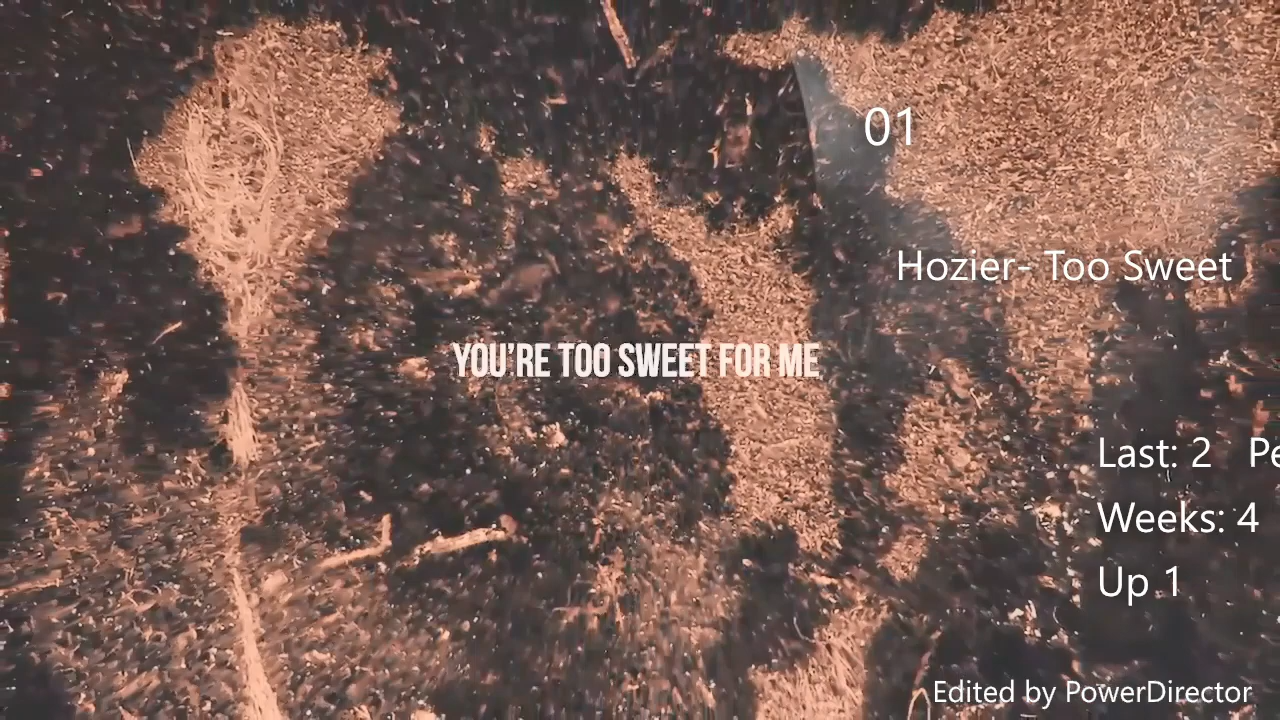 01
Hozier- Too Sweet
YOU'RE TOO SWEET FOR ME
Last: 2 Pe
Weeks: 4
Up 1
Edited by PowerDirector